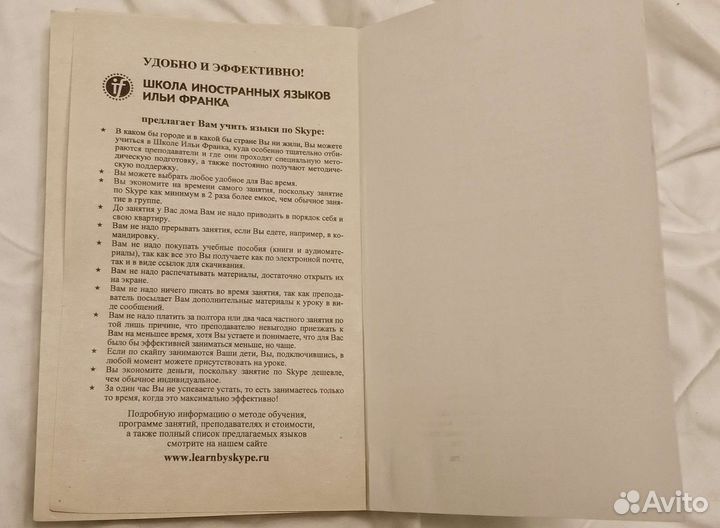 УДОБНО И ЭФФЕКТИВНО!
if
ШКОЛА ИНОСТРАННЫХ ЯЗЫКОВ
ИЛЬИ ФРАНКА
предлагает Вам учить языки по Skype:
★ В каком бы городе и в какой бы стране Вы ни жили, Вы можете
учиться в Школе Ильи Франка, куда особенно тщательно отби-
раются преподаватели и где они проходят специальную мето-
дическую подготовку, а также постоянно получают методичес-
кую поддержку.
★ Вы можете выбрать любое удобное для Вас время.
★ Вы экономите на времени самого занятия, поскольку занятие
по Skype как минимум в 2 раза более емкое, чем обычное заня-
тие в группе.
★ До занятия у Вас дома Вам не надо приводить в порядок себя и
свою квартиру.
★ Вам не надо прерывать занятия, если Вы едете, например, в ко-
мандировку.
★ Вам не надо покупать учебные пособия (книги и аудиомате-
риалы), так как все это Вы получаете как по электронной почте,
так и в виде ссылок для скачивания.
★ Вам не надо распечатывать материалы, достаточно открыть их
на экране.
★ Вам не надо ничего писать во время занятия, так как препода-
ватель посылает Вам дополнительные материалы к уроку в ви-
де сообщений.
★ Вам не надо платить за полтора или два часа частного занятия по
той лишь причине, что преподавателю невыгодно приезжать к
Вам на меньшее время, хотя Вы устаете и понимаете, что для Вас
было бы эффективней заниматься меньше, но чаще.
★ Если по скайпу занимаются Ваши дети, Вы, подключившись, в
любой момент можете присутствовать на уроке.
★ Вы экономите деньги, поскольку занятие по Skype дешевле,
чем обычное индивидуальное.
★ За один час Вы не успеваете устать, то есть занимаетесь только
то время, когда это максимально эффективно!
Подробную информацию о методе обучения,
программе занятий, преподавателях и стоимости,
а также полный список предлагаемых языков
смотрите на нашем сайте
www.learnbyskype.ru
Avito